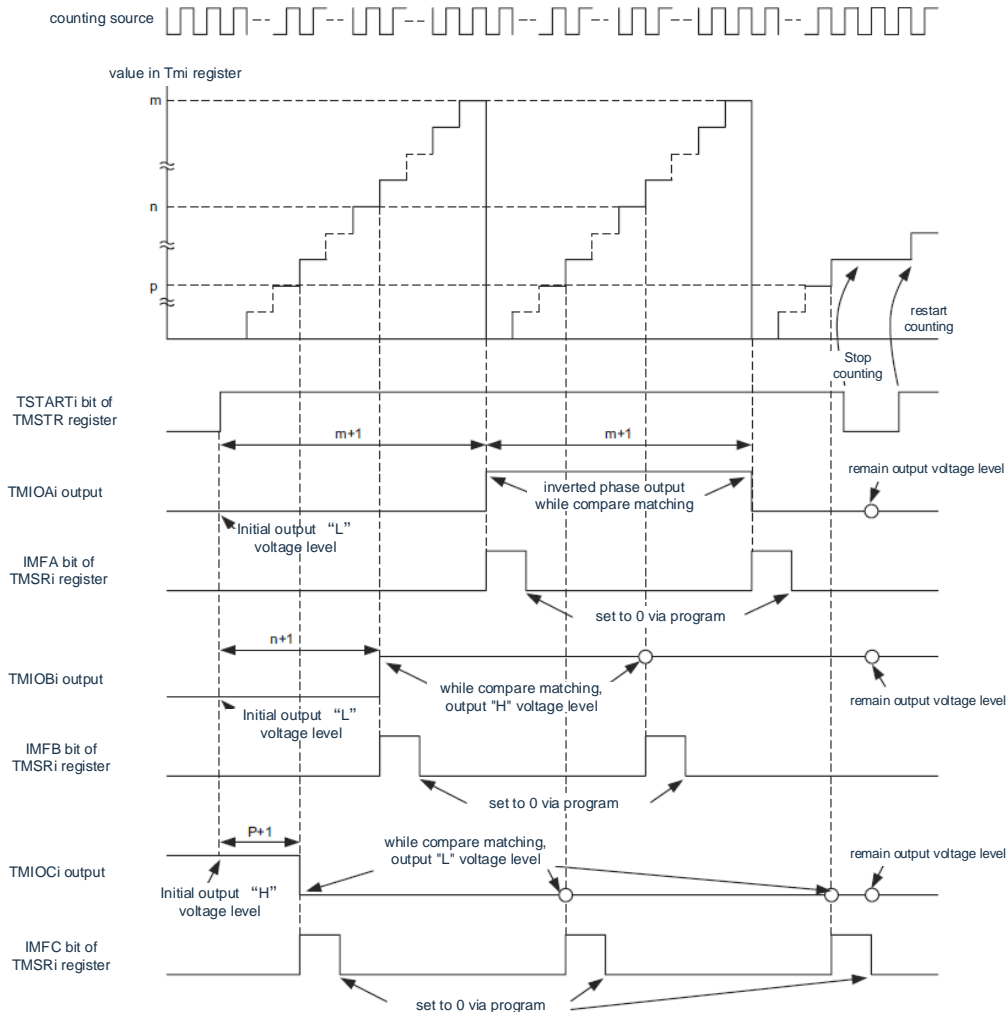 counting source
value in Tmi register
m
n
p
restart
counting
Stop
counting
TSTARTi bit of
TMSTR register
m+1
m+1
remain output voltage level
TMIOAi output
inverted phase output
while compare matching
Initial output “L”
voltage level
IMFA bit of
TMSRi register
set to 0 via program
n+1
TMIOBi output
while compare matching,
output "H" voltage level
remain output voltage level
Initial output “L”
voltage level
IMFB bit of
TMSRi register
set to 0 via program
P+1
while compare matching,
output "L" voltage level
remain output voltage level
TMIOCi output
Initial output “H”
voltage level
IMFC bit of
TMSRi register
set to 0 via program